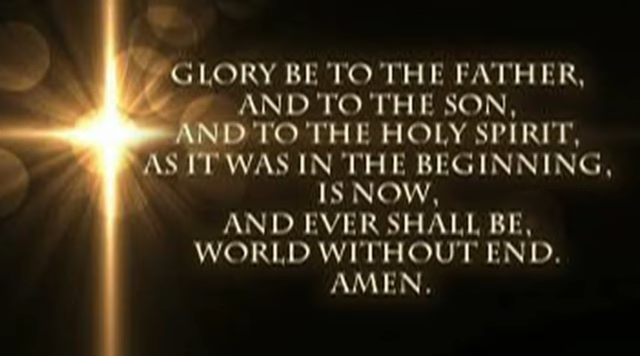 GLORY BE TO THE FATHER,
AND TO THE SON,
AND TO THE HOLY SPIRIT,
AS IT WAS IN THE BEGINNING,
IS NOW,
AND EVER SHALL BE,
WORLD WITHOUT END.
AMEN.